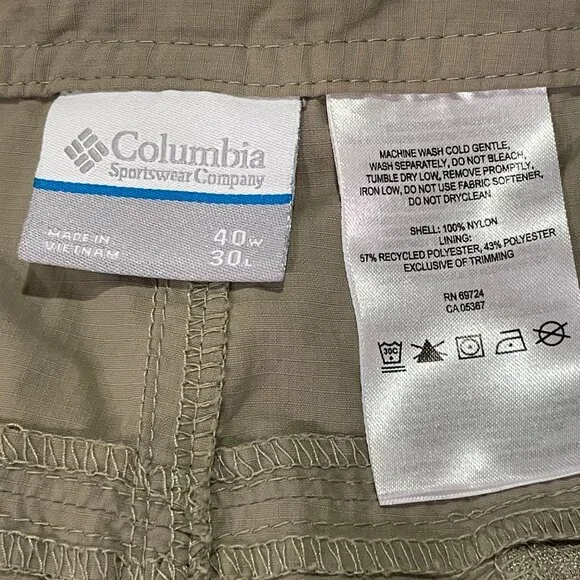 Columbia
Sportswear Company
MADE IN
VIETNAM
40W
30L
MACHINE WASH COLD GENTLE,
WASH SEPARATELY, DO NOT BLEACH,
TUMBLE DRY LOW, REMOVE PROMPTLY,
IRON LOW, DO NOT USE FABRIC SOFTENER,
DO NOT DRYCLEAN
SHELL: 100% NYLON
LINING:
57% RECYCLED POLYESTER, 43% POLYESTER
EXCLUSIVE OF TRIMMING
RN 69724
CA 05367
30C